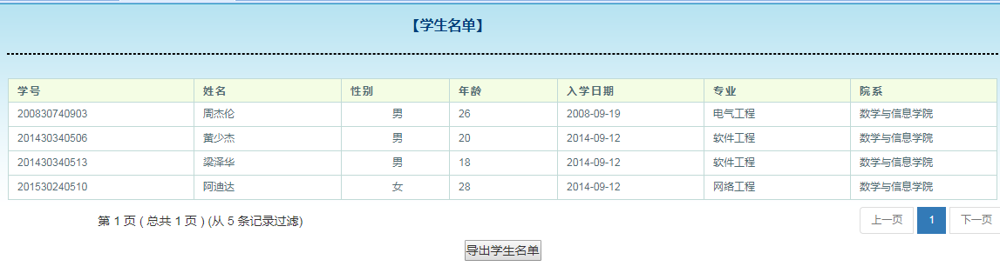 【学生名单】
学号 姓名 性别 年龄 入学日期 专业 院系
200830740903 周杰伦 男 26 2008-09-19 电气工程 数学与信息学院
201430340506 黄少杰 男 20 2014-09-12 软件工程 数学与信息学院
201430340513 梁泽华 男 18 2014-09-12 软件工程 数学与信息学院
201530240510 阿迪达 女 28 2014-09-12 网络工程 数学与信息学院
第 1 页 ( 总共 1 页 ) (从 5 条记录过滤) 上一页 1 下一页
导出学生名单